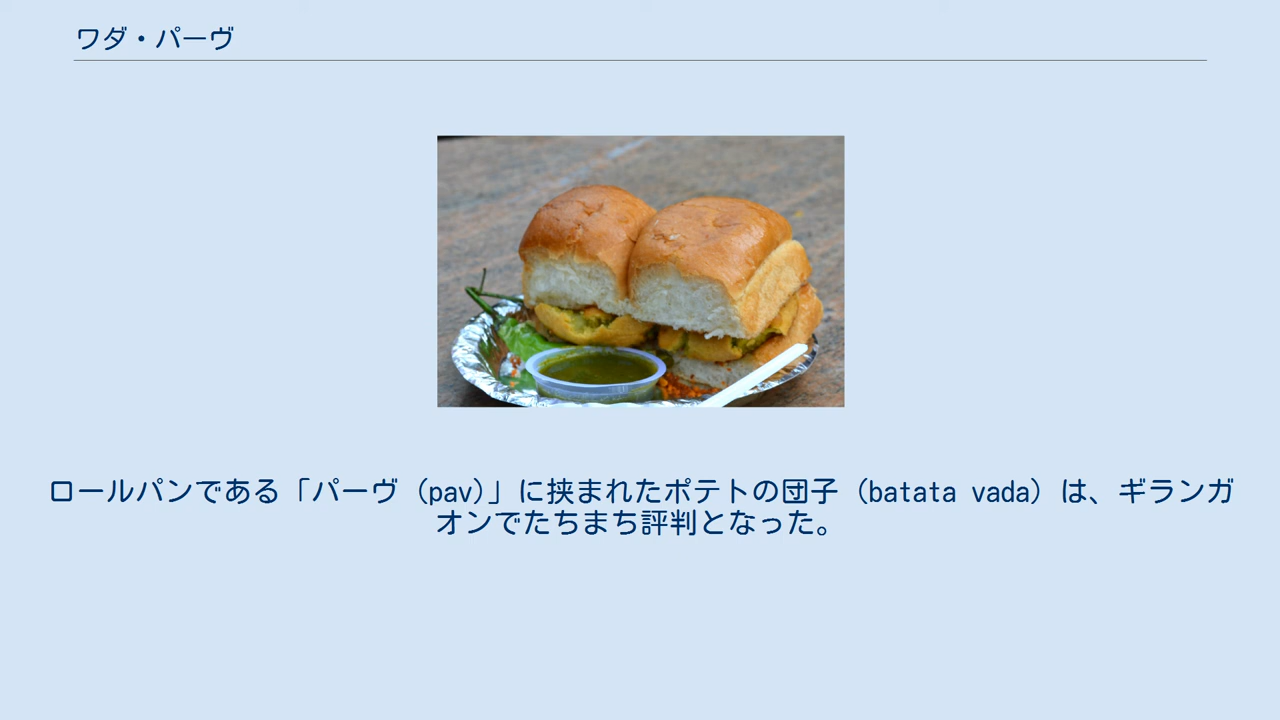 ワダ・パーヴ
ロールパンである「パーヴ（pav)」に挟まれたポテトの団子（batata vada）は、ギランガ
オンでたちまち評判となった。